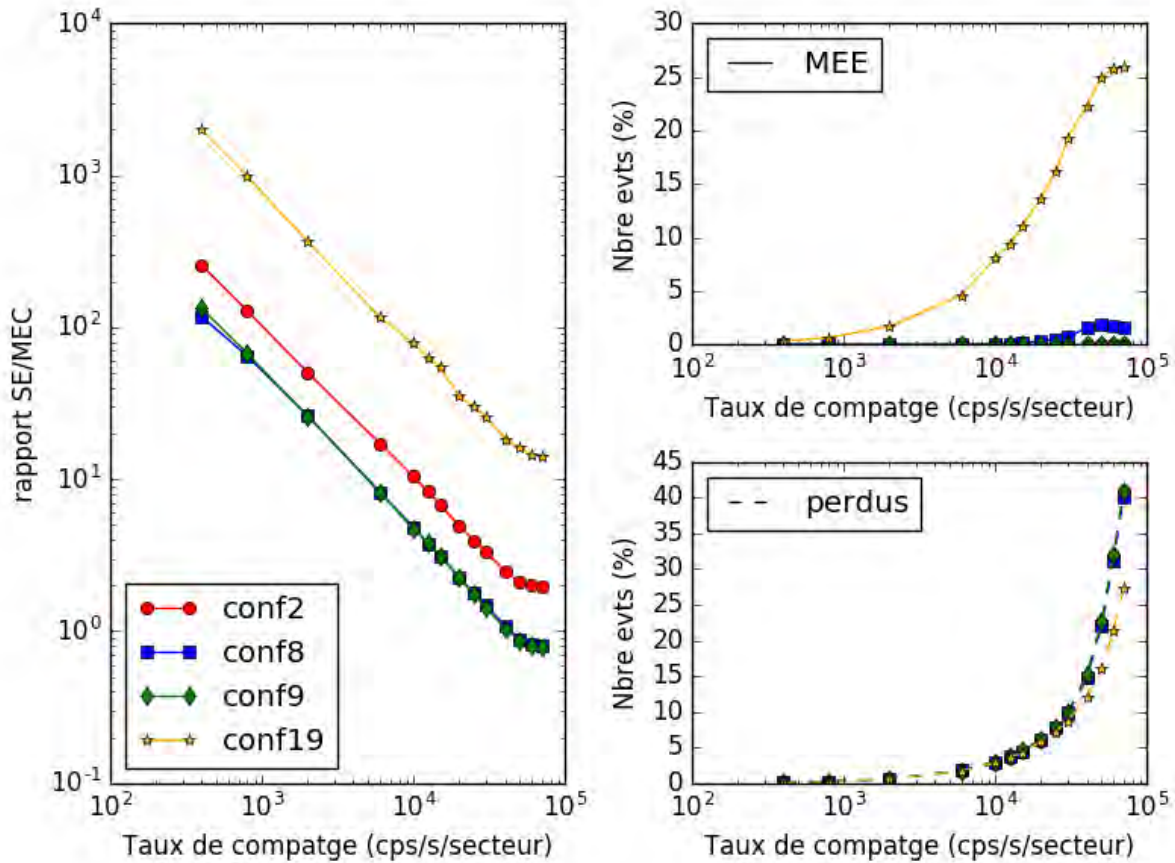 rapport SE/MEC
10^4
10^3
10^2
10^1
10^0
10^-1
conf2
conf8
conf9
conf19
10^2 10^3 10^4 10^5
Taux de compatge (cps/s/secteur)
Nbre evts (%)
30
25
20
15
10
5
0
MEE
10^2 10^3 10^4 10^5
Taux de compatge (cps/s/secteur)
Nbre evts (%)
45
40
35
30
25
20
15
10
5
0
perdus
10^2 10^3 10^4 10^5
Taux de compatge (cps/s/secteur)